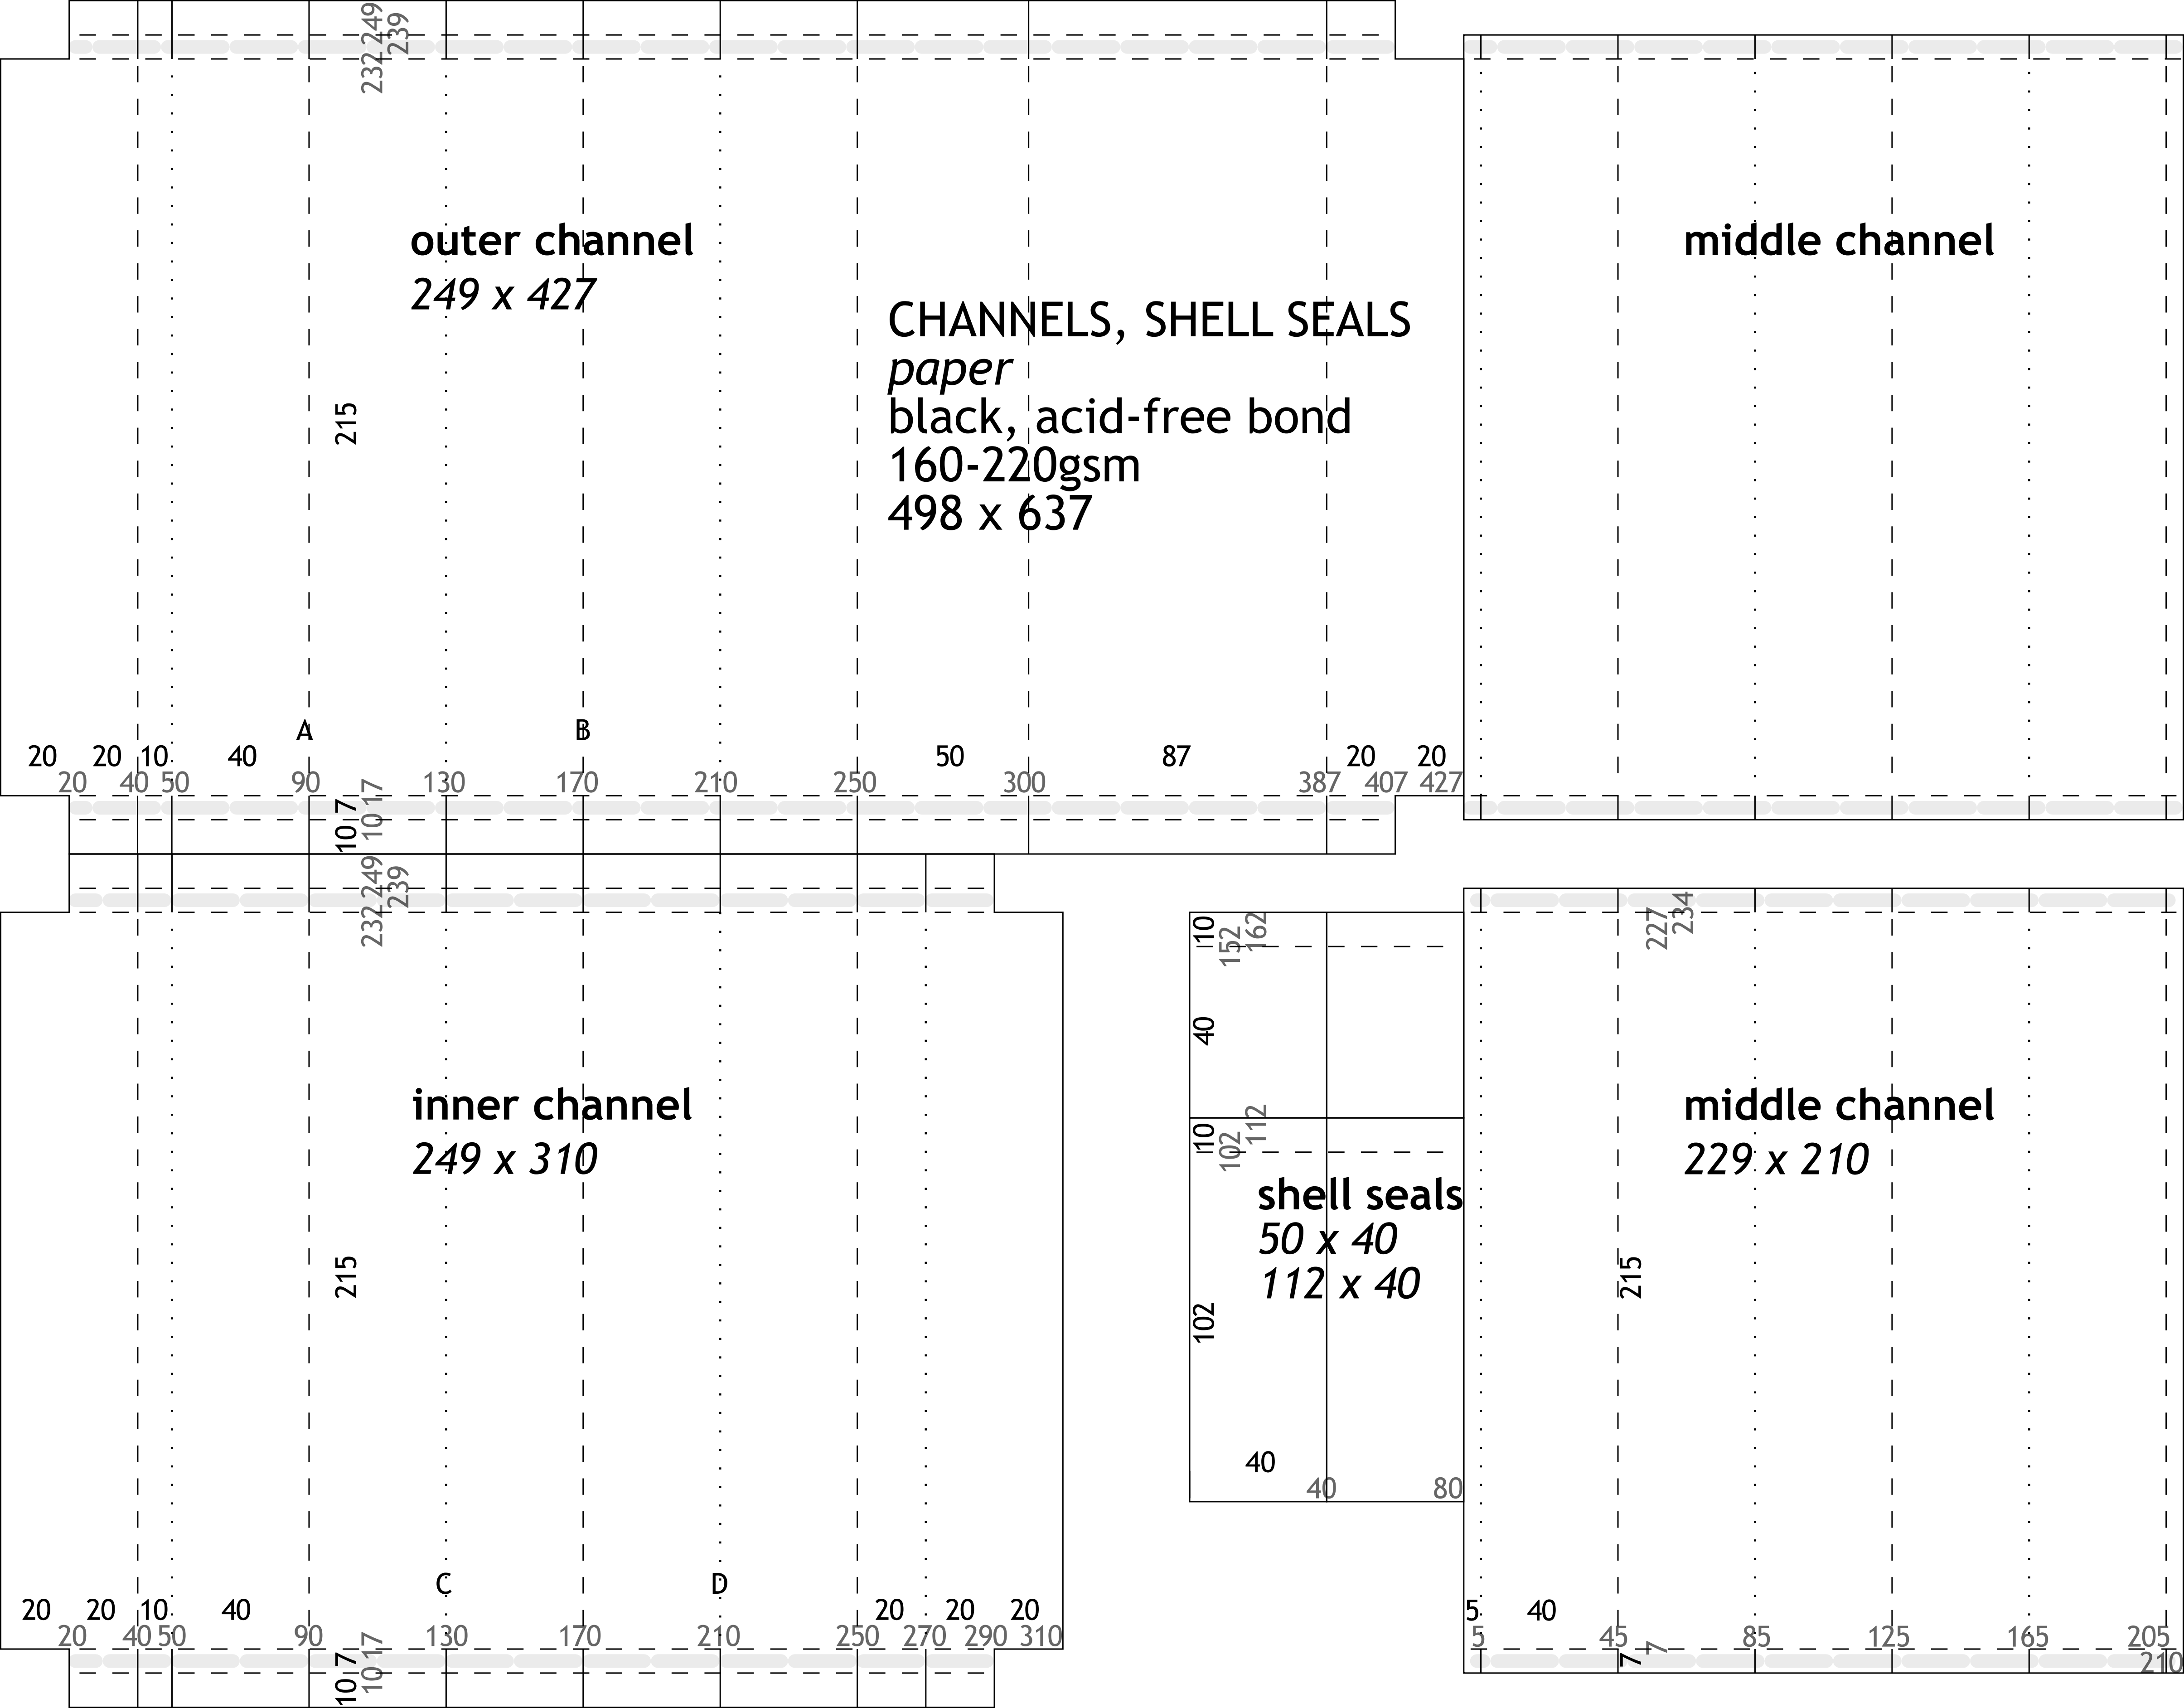 232 249
239
outer channel
249 x 427
middle channel
CHANNELS, SHELL SEALS
paper
black, acid-free bond
160-220gsm
498 x 637
215
A
B
20 20 10 40 50 87 20 20
20 40 50 90 130 170 210 250 300 387 407 427
10 7
10 17
232 249
239
10
152
162
227
234
40
inner channel
249 x 310
middle channel
229 x 210
10
102
112
shell seals
50 x 40
112 x 40
215
102
215
40
40 80
C
D
20 20 10 40 20 20 20
5 40
20 40 50 90 130 170 210 250 270 290 310
5 45 85 125 165 205
210
10 7
10 17
7
7